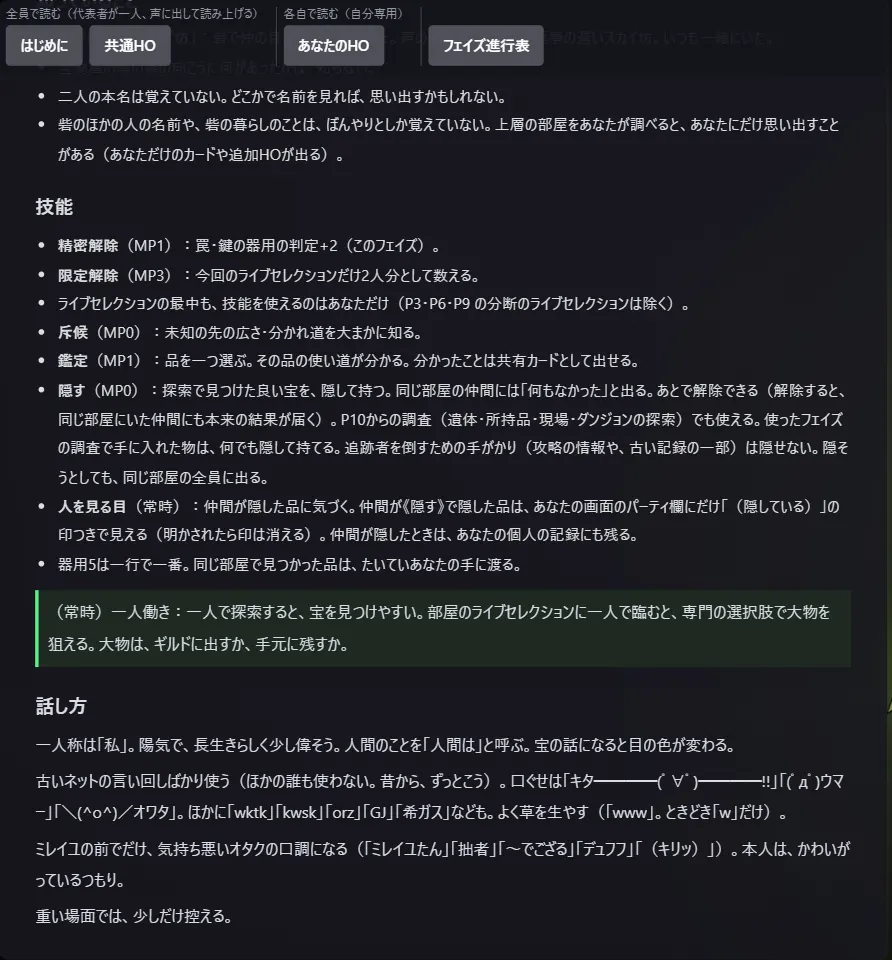 全員で読む（代表者が一人、声に出して読み上げる）
各自で読む（自分専用）
はじめに
共通HO
あなたのHO
フェイズ進行表
• 二人の本名は覚えていない。どこかで名前を見れば、思い出すかもしれない。
• 砦のほかの人の名前や、砦の暮らしのことは、ぼんやりとしか覚えていない。上層の部屋をあなたが調べると、あなたにだけ思い出すこと
がある（あなただけのカードや追加HOが出る）。
技能
• 精密解除（MP1）：罠・鍵の器用の判定+2（このフェイズ）。
• 限定解除（MP3）：今回のライブセレクションだけ2人分として数える。
• ライブセレクションの最中も、技能を使えるのはあなただけ（P3・P6・P9 の分断のライブセレクションは除く）。
• 斥候（MP0）：未知の先の広さ・分かれ道を大まかに知る。
• 鑑定（MP1）：品を一つ選ぶ。その品の使い道が分かる。分かったことは共有カードとして出せる。
• 隠す（MP0）：探索で見つけた良い宝を、隠して持つ。同じ部屋の仲間には「何もなかった」と出る。あとで解除できる（解除すると、
同じ部屋にいた仲間にも本来の結果が届く）。P10からの調査（遺体・所持品・現場・ダンジョンの探索）でも使える。使ったフェイズ
の調査で手に入れた物は、何でも隠して持てる。追跡者を倒すための手がかり（攻略の情報や、古い記録の一部）は隠せない。隠そ
うとしても、同じ部屋の全員に出る。
• 人を見る目（常時）：仲間が隠した品に気づく。仲間が《隠す》で隠した品は、あなたの画面のパーティ欄にだけ「（隠している）」の
印つきで見える（明かされたら印は消える）。仲間が隠したときは、あなたの個人の記録にも残る。
• 器用5は一行で一番。同じ部屋で見つかった品は、たいていあなたの手に渡る。
（常時）一人働き：一人で探索すると、宝を見つけやすい。部屋のライブセレクションに一人で臨むと、専門の選択肢で大物を
狙える。大物は、ギルドに出すか、手元に残すか。
話し方
一人称は「私」。陽気で、長生きらしく少し偉そう。人間のことを「人間は」と呼ぶ。宝の話になると目の色が変わる。
古いネットの言い回しばかり使う（ほかの誰も使わない。昔から、ずっとこう）。口ぐせは「キタ━━━━(ﾟ∀ﾟ)━━━━!!」「(ﾟдﾟ)ウマ
ー」「＼(^o^)／オワタ」。ほかに「wktk」「kwsk」「orz」「GJ」「希ガス」なども。よく草を生やす（「www」。ときどき「w」だけ）。
ミレイユの前でだけ、気持ち悪いオタクの口調になる（「ミレイユたん」「拙者」「〜でござる」「デュフフ」「（キリッ）」）。本人は、かわいが
っているつもり。
重い場面では、少しだけ控える。